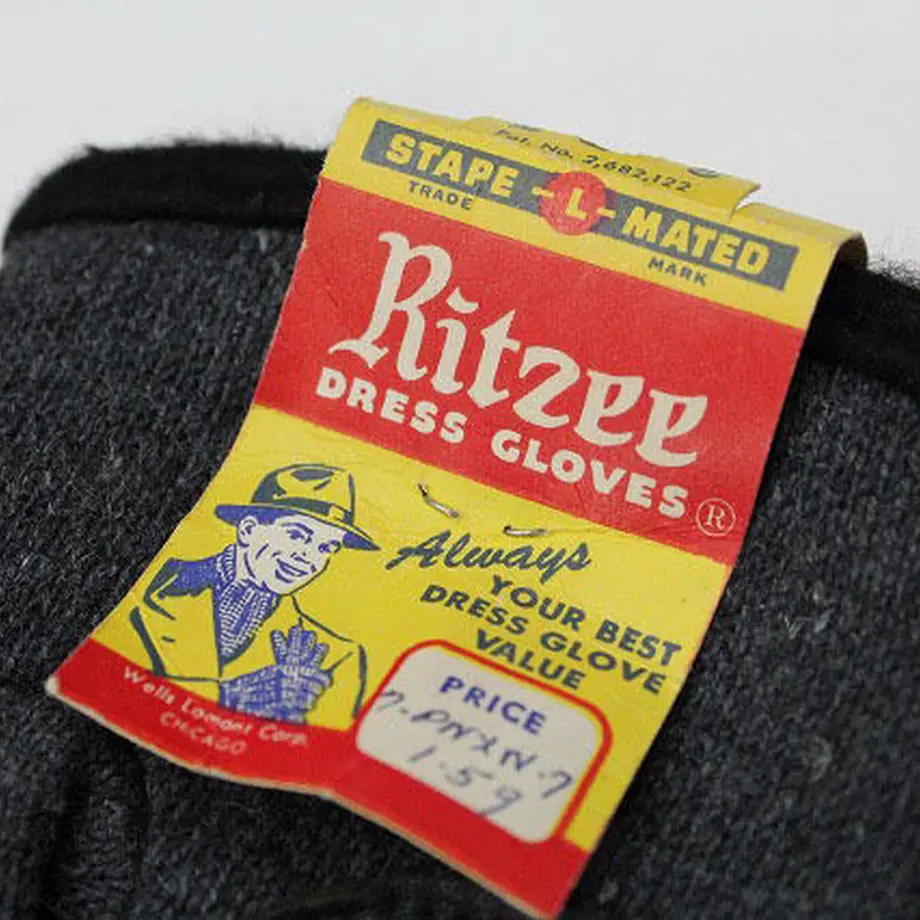 Pat. No. 2,682,122
STAPE - L - MATED
TRADE MARK
Ritzee
DRESS GLOVES ®
Always
YOUR BEST
DRESS GLOVE
VALUE
PRICE
1.59
Wells Lamont Corp.
CHICAGO